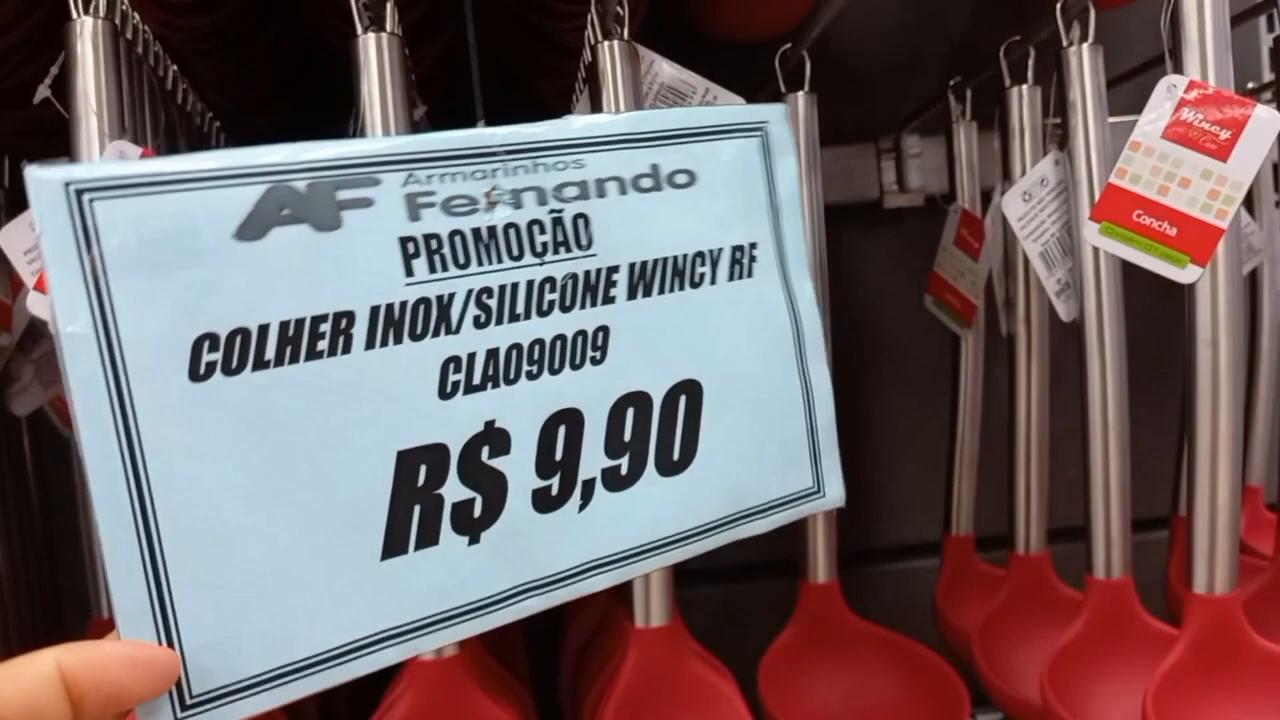 AF Armarinhos
Fernando
PROMOÇÃO
COLHER INOX/SILICONE WINCY RF
CLA09009
R$ 9,90
Wincy
Concha